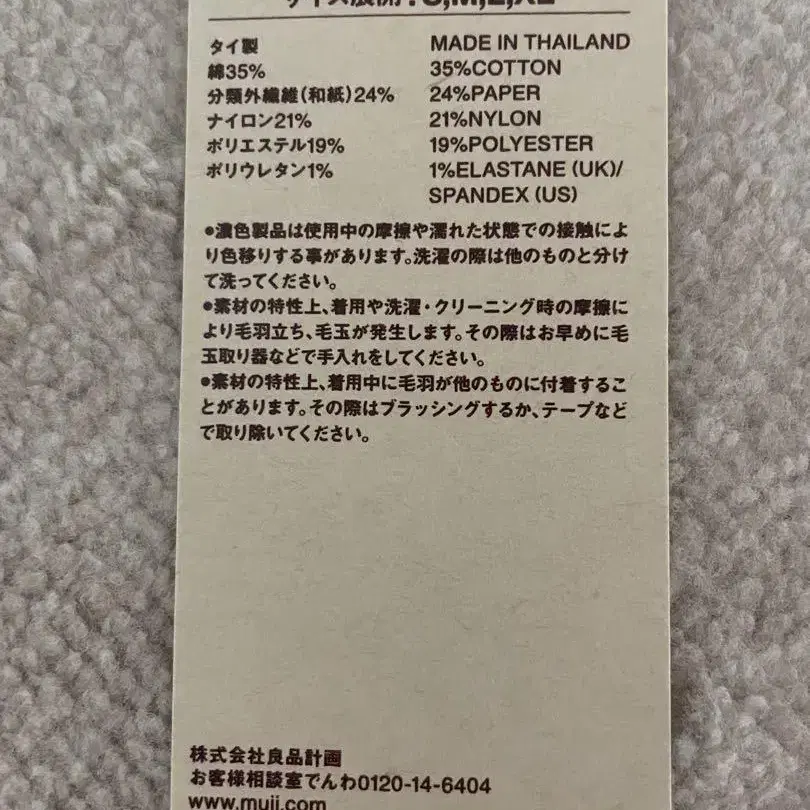 サイズ展開:S,M,L,XL
タイ製
綿35%
分類外繊維(和紙)24%
ナイロン21%
ポリエステル19%
ポリウレタン1%
MADE IN THAILAND
35%COTTON
24%PAPER
21%NYLON
19%POLYESTER
1%ELASTANE (UK)/
SPANDEX (US)
●濃色製品は使用中の摩擦や濡れた状態での接触によ
り色移りする事があります。洗濯の際は他のものと分け
て洗ってください。
●素材の特性上、着用や洗濯・クリーニング時の摩擦に
より毛羽立ち、毛玉が発生します。その際はお早めに毛
玉取り器などで手入れをしてください。
●素材の特性上、着用中に毛羽が他のものに付着するこ
とがあります。その際はブラッシングするか、テープなど
で取り除いてください。
株式会社良品計画
お客様相談室でんわ0120-14-6404
www.muji.com